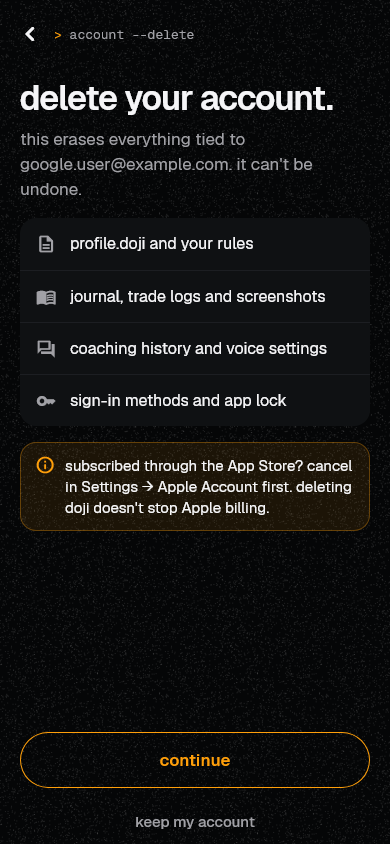 > account --delete
delete your account.
this erases everything tied to
google.user@example.com. it can't be
undone.
profile.doji and your rules
journal, trade logs and screenshots
coaching history and voice settings
sign-in methods and app lock
subscribed through the App Store? cancel
in Settings → Apple Account first. deleting
doji doesn't stop Apple billing.
continue
keep my account